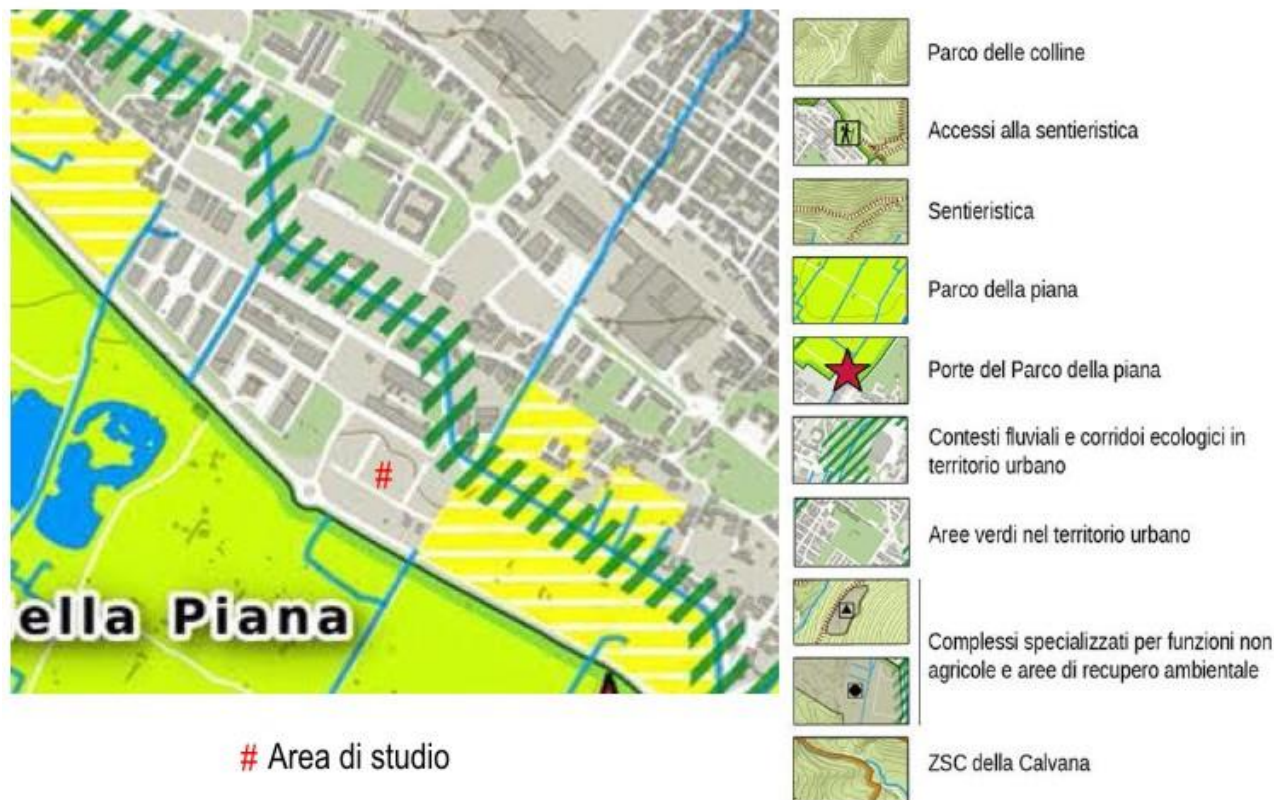 Parco delle colline
Accessi alla sentieristica
Sentieristica
Parco della piana
Porte del Parco della piana
Contesti fluviali e corridoi ecologici in
territorio urbano
Aree verdi nel territorio urbano
Complessi specializzati per funzioni non
agricole e aree di recupero ambientale
ZSC della Calvana
#
ella Piana
# Area di studio